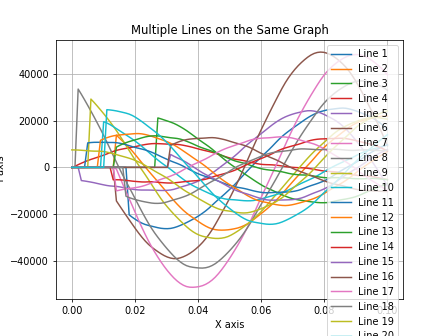 Multiple Lines on the Same Graph
40000
20000
0
−20000
−40000
0.00
0.02
0.04
0.06
X axis
Line 1
Line 2
Line 3
Line 4
Line 5
Line 6
Line 7
Line 8
Line 9
Line 10
Line 11
Line 12
Line 13
Line 14
Line 15
Line 16
Line 17
Line 18
Line 19
Line 20